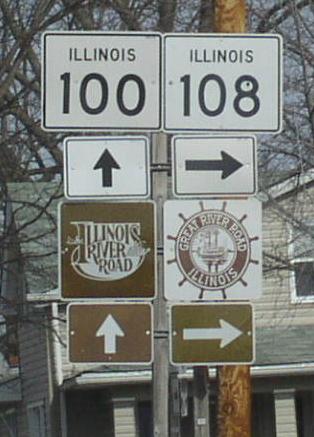 ILLINOIS
100
ILLINOIS
108
ILLINOIS
RIVER
ROAD
GREAT RIVER ROAD
ILLINOIS